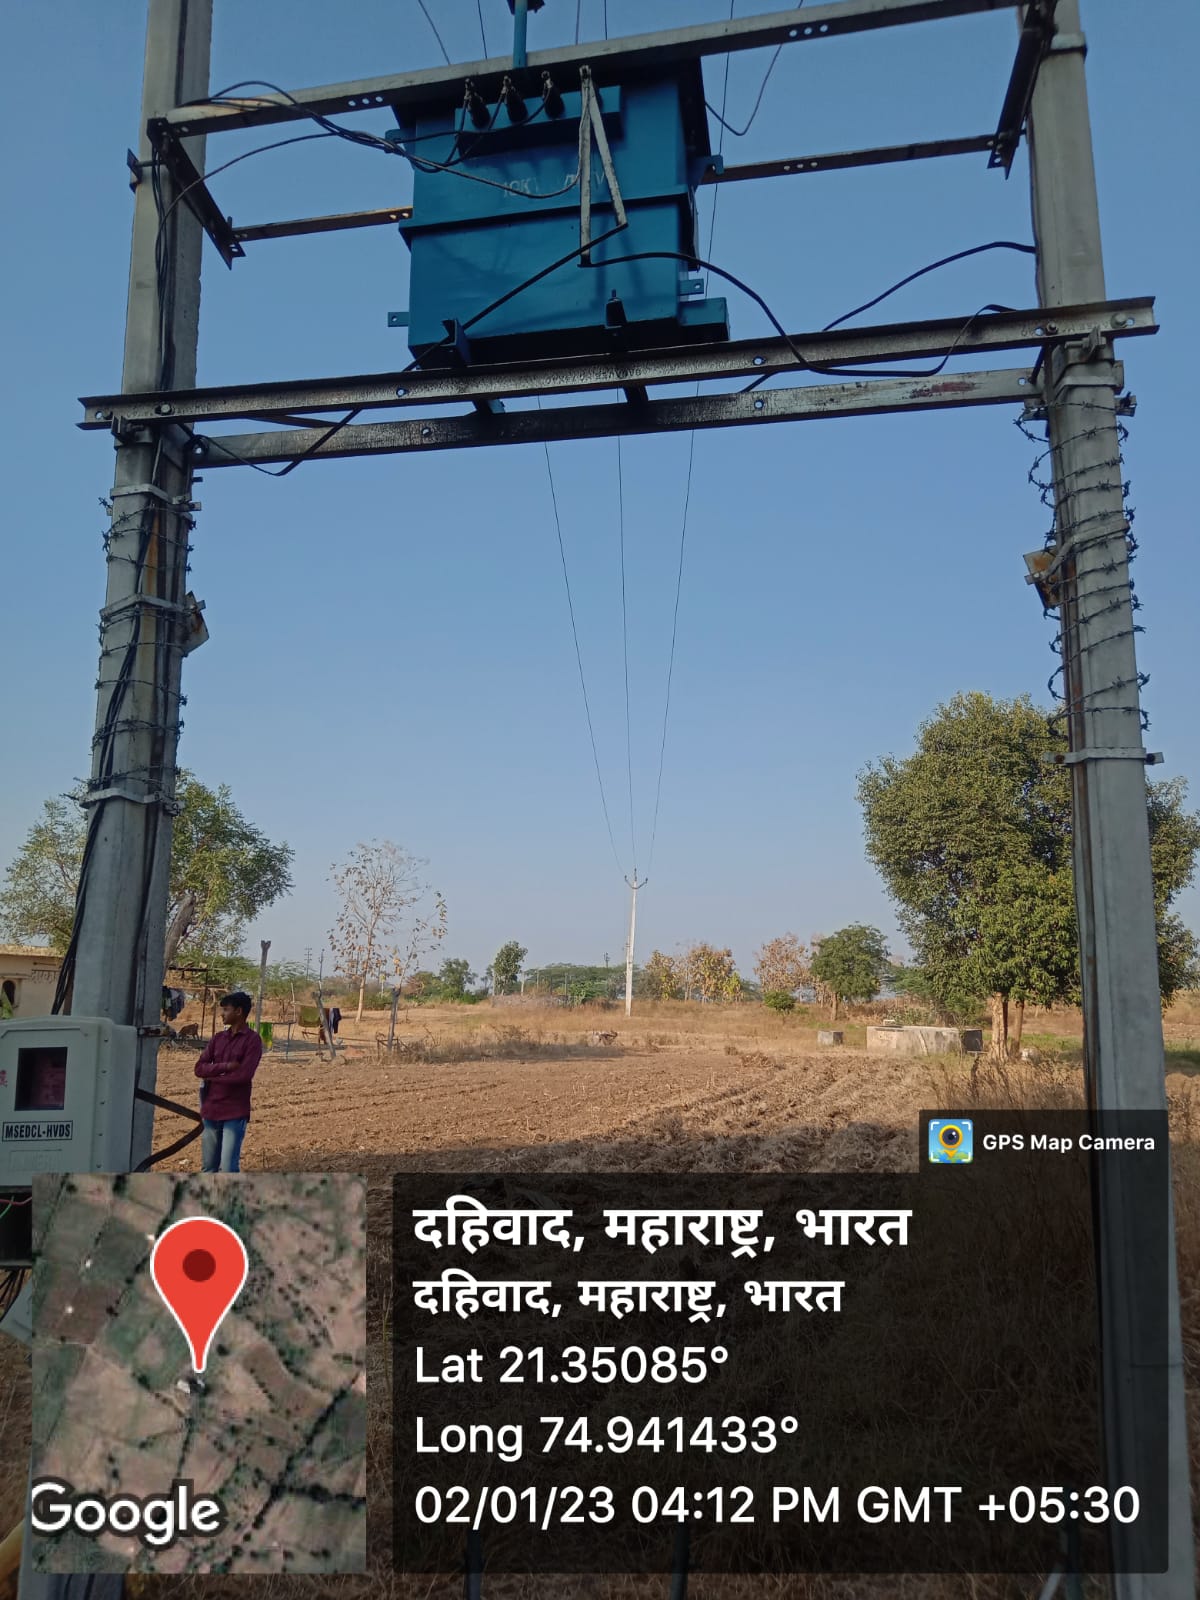 MSEDCL-HVDS
GPS Map Camera
दहिवाद, महाराष्ट्र, भारत
दहिवाद, महाराष्ट्र, भारत
Lat 21.35085°
Long 74.941433°
02/01/23 04:12 PM GMT +05:30
Google